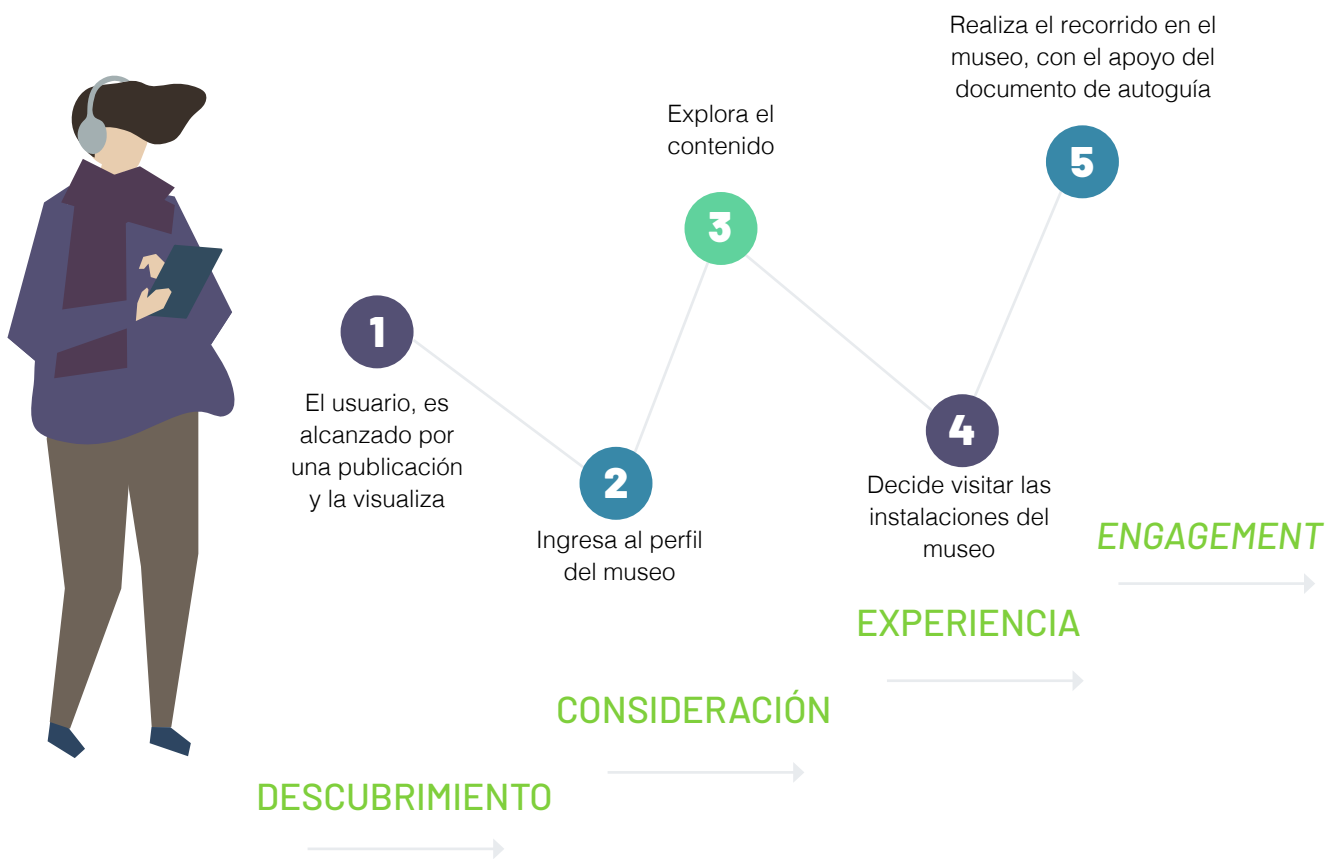 1
El usuario, es
alcanzado por
una publicación
y la visualiza
2
Ingresa al perfil
del museo
Explora el
contenido
3
4
Decide visitar las
instalaciones del
museo
Realiza el recorrido en el
museo, con el apoyo del
documento de autoguía
5
DESCUBRIMIENTO
CONSIDERACIÓN
EXPERIENCIA
ENGAGEMENT